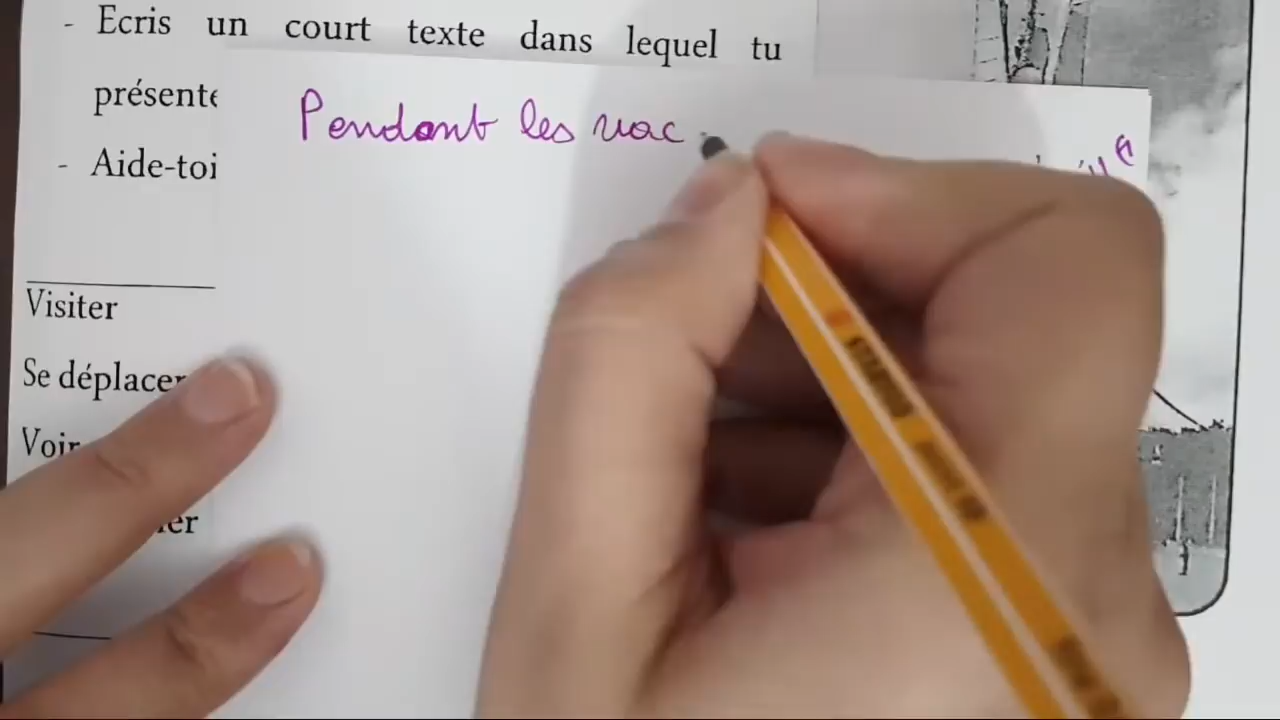 - Ecris un court texte dans lequel tu
présente
- Aide-toi
Pendant les vac
Visiter
Se déplacer
Voir